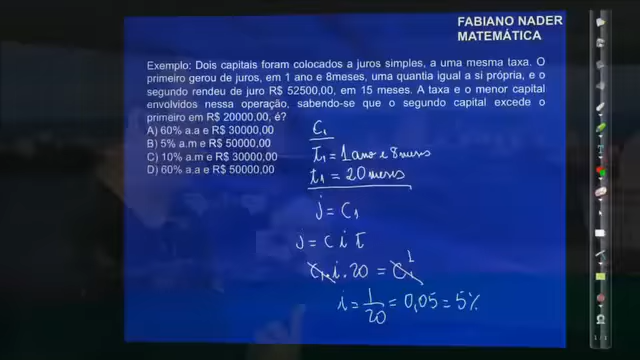 FABIANO NADER
MATEMÁTICA
Exemplo: Dois capitais foram colocados a juros simples, a uma mesma taxa. O
primeiro gerou de juros, em 1 ano e 8meses, uma quantia igual a si própria, e o
segundo rendeu de juro R$ 52500,00, em 15 meses. A taxa e o menor capital
envolvidos nessa operação, sabendo-se que o segundo capital excede o
primeiro em R$ 20000,00, é?
A) 60% a.a e R$ 30000,00
B) 5% a.m e R$ 50000,00
C) 10% a.m e R$ 30000,00
D) 60% a.a e R$ 50000,00
C₁
t₁ = 1 ano e 8 meses
t₁ = 20 meses
j = C₁
j = C i t
C₁. i . 20 = C₁ 1
i = 1/20 = 0,05 = 5%